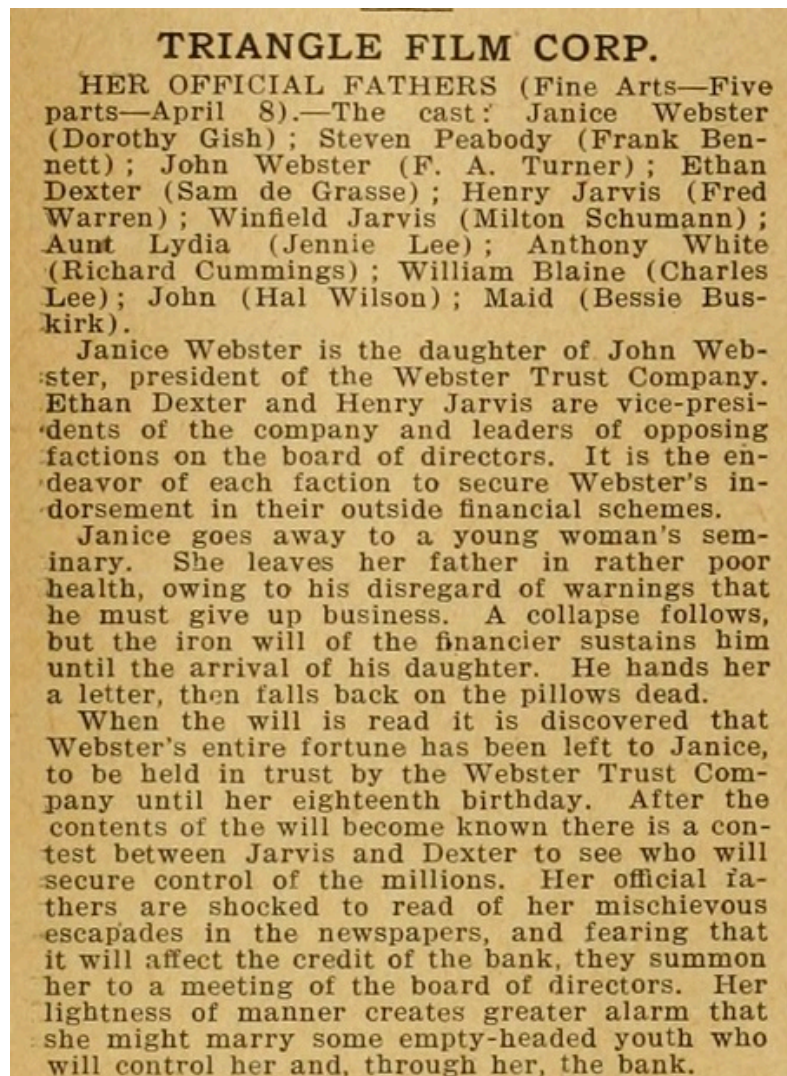 TRIANGLE FILM CORP.
HER OFFICIAL FATHERS (Fine Arts—Five
parts—April 8).—The cast: Janice Webster
(Dorothy Gish); Steven Peabody (Frank Ben-
nett); John Webster (F. A. Turner); Ethan
Dexter (Sam de Grasse); Henry Jarvis (Fred
Warren); Winfield Jarvis (Milton Schumann);
Aunt Lydia (Jennie Lee); Anthony White
(Richard Cummings); William Blaine (Charles
Lee); John (Hal Wilson); Maid (Bessie Bus-
kirk).
Janice Webster is the daughter of John Web-
ster, president of the Webster Trust Company.
Ethan Dexter and Henry Jarvis are vice-presi-
dents of the company and leaders of opposing
factions on the board of directors. It is the en-
deavor of each faction to secure Webster's in-
dorsement in their outside financial schemes.
Janice goes away to a young woman's sem-
inary. She leaves her father in rather poor
health, owing to his disregard of warnings that
he must give up business. A collapse follows,
but the iron will of the financier sustains him
until the arrival of his daughter. He hands her
a letter, then falls back on the pillows dead.
When the will is read it is discovered that
Webster's entire fortune has been left to Janice,
to be held in trust by the Webster Trust Com-
pany until her eighteenth birthday. After the
contents of the will become known there is a con-
test between Jarvis and Dexter to see who will
secure control of the millions. Her official fa-
thers are shocked to read of her mischievous
escapades in the newspapers, and fearing that
it will affect the credit of the bank, they summon
her to a meeting of the board of directors. Her
lightness of manner creates greater alarm that
she might marry some empty-headed youth who
will control her and, through her, the bank.